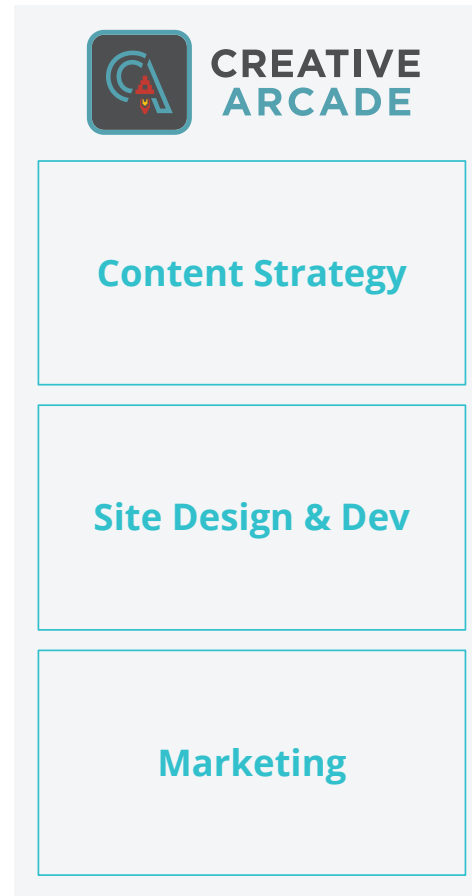 CREATIVE
ARCADE
Content Strategy
Site Design & Dev
Marketing